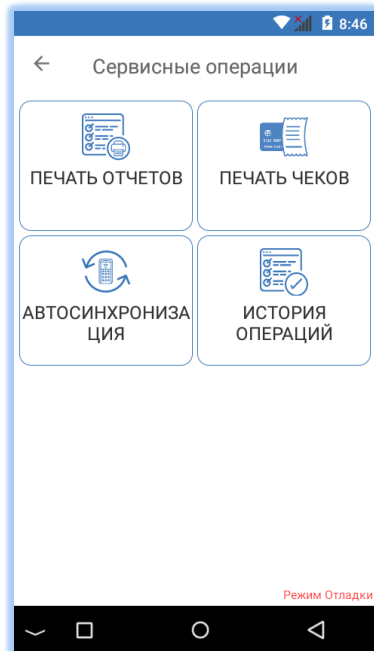 8:46
Сервисные операции
ПЕЧАТЬ ОТЧЕТОВ
ПЕЧАТЬ ЧЕКОВ
АВТОСИНХРОНИЗА
ЦИЯ
ИСТОРИЯ
ОПЕРАЦИЙ
Режим Отладки